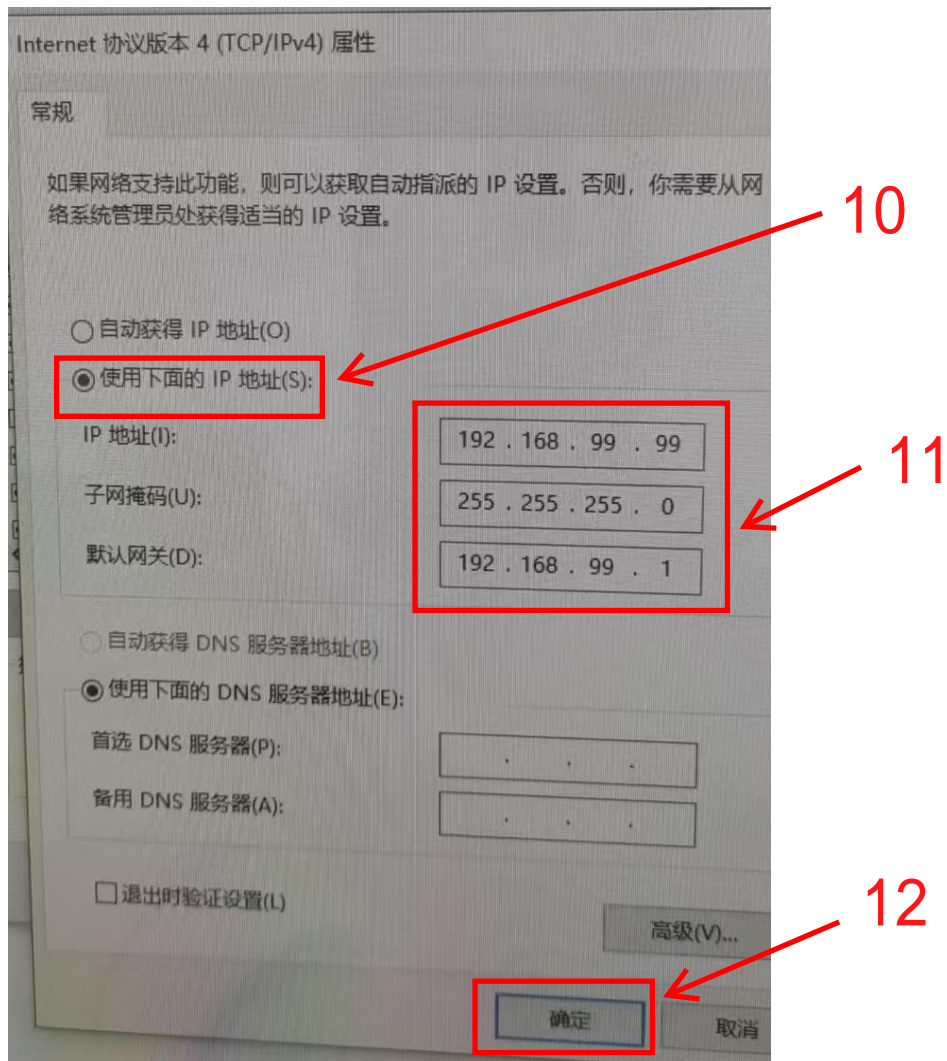 Internet 协议版本 4 (TCP/IPv4) 属性
常规
如果网络支持此功能，则可以获取自动指派的 IP 设置。否则，你需要从网
络系统管理员处获得适当的 IP 设置。
10
自动获得 IP 地址(O)
使用下面的 IP 地址(S):
IP 地址(I):
192 . 168 . 99 . 99
11
子网掩码(U):
255 . 255 . 255 . 0
默认网关(D):
192 . 168 . 99 . 1
自动获得 DNS 服务器地址(B)
使用下面的 DNS 服务器地址(E):
首选 DNS 服务器(P):
. . .
备用 DNS 服务器(A):
. . .
退出时验证设置(L)
12
高级(V)...
确定
取消